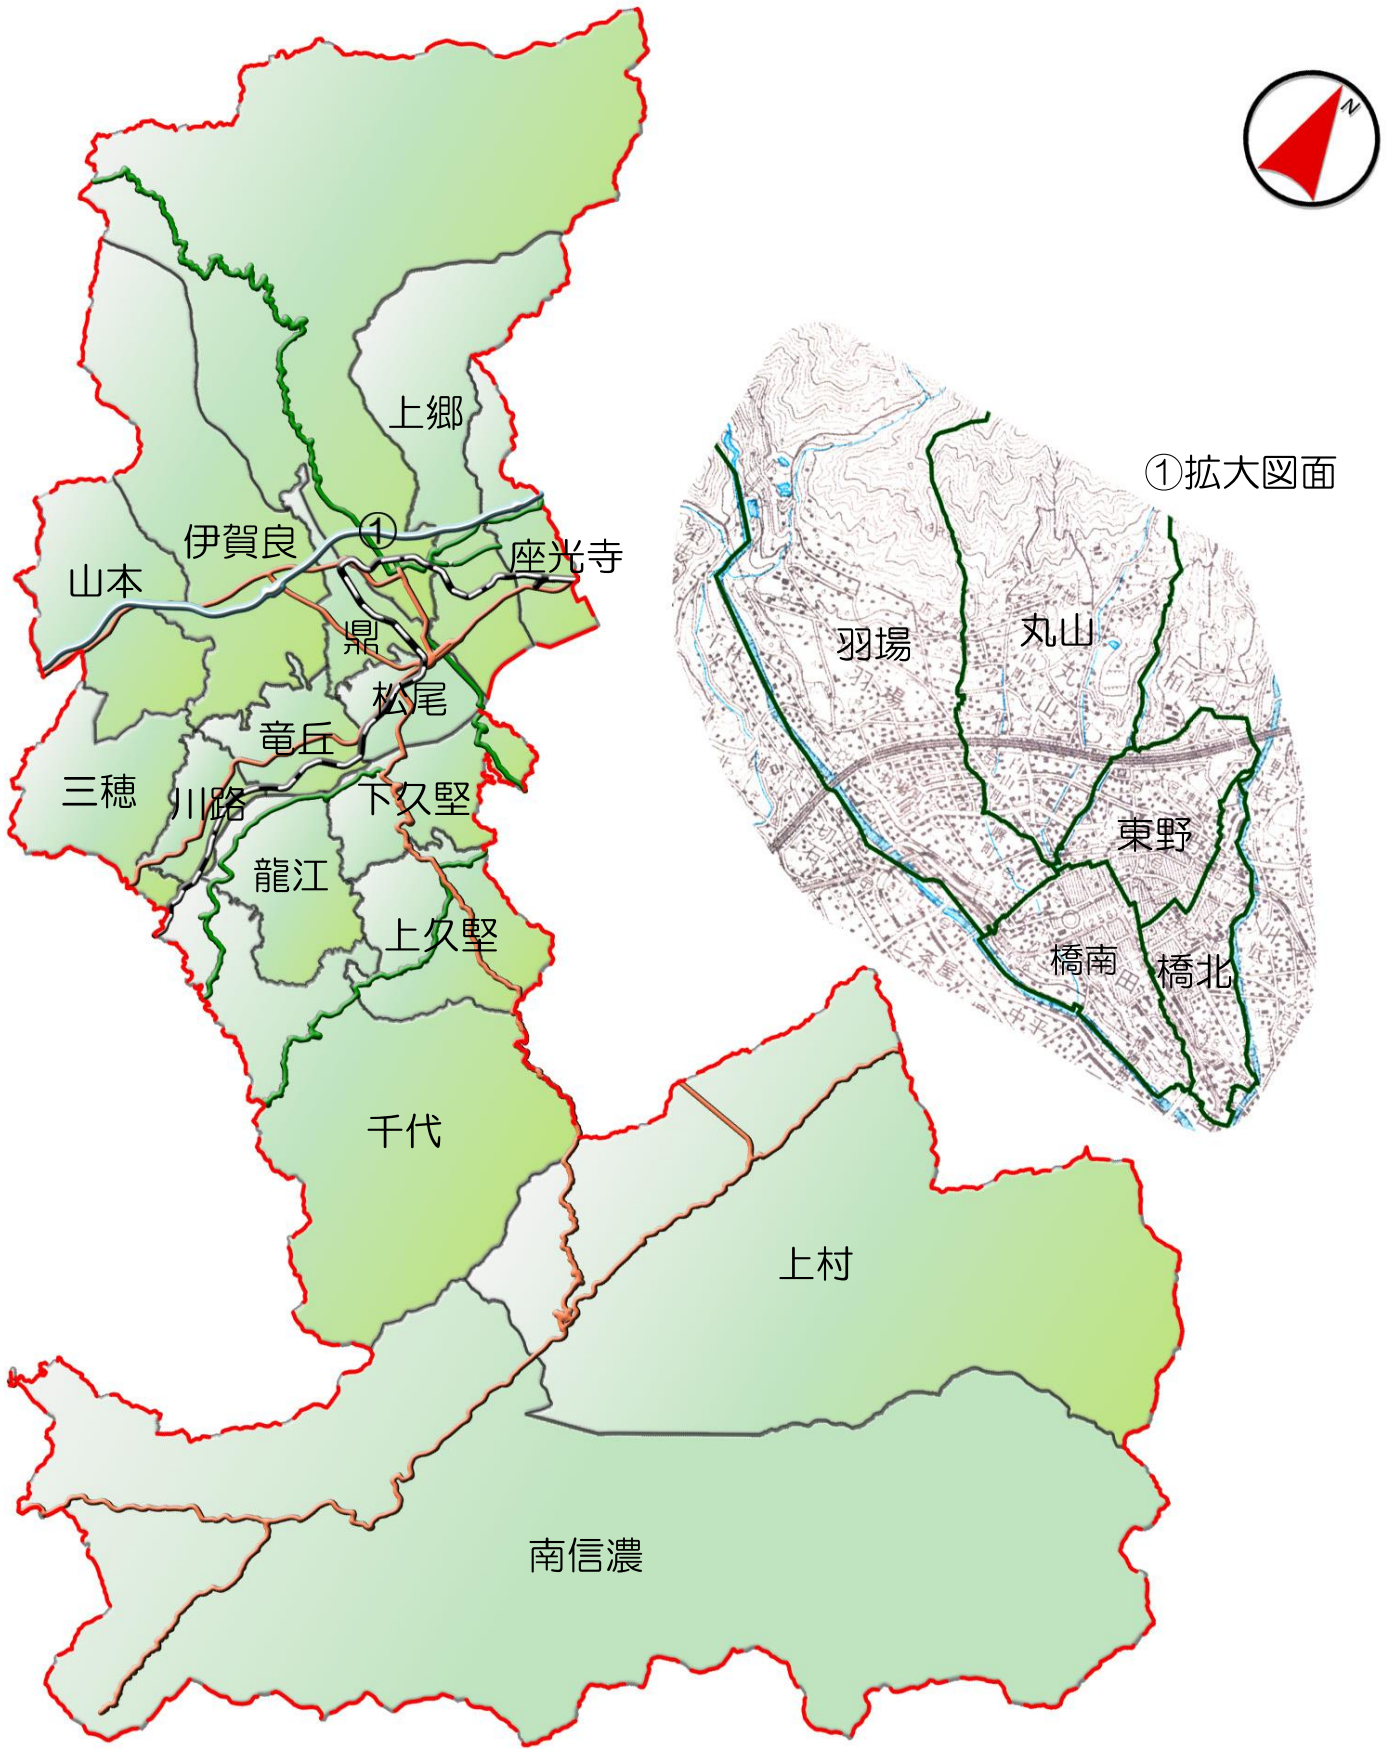 N
上郷
①拡大図面
①
伊賀良
座光寺
山本
鼎
羽場
丸山
松尾
竜丘
三穂
川路
下久堅
東野
龍江
上久堅
橋南
橋北
千代
上村
南信濃